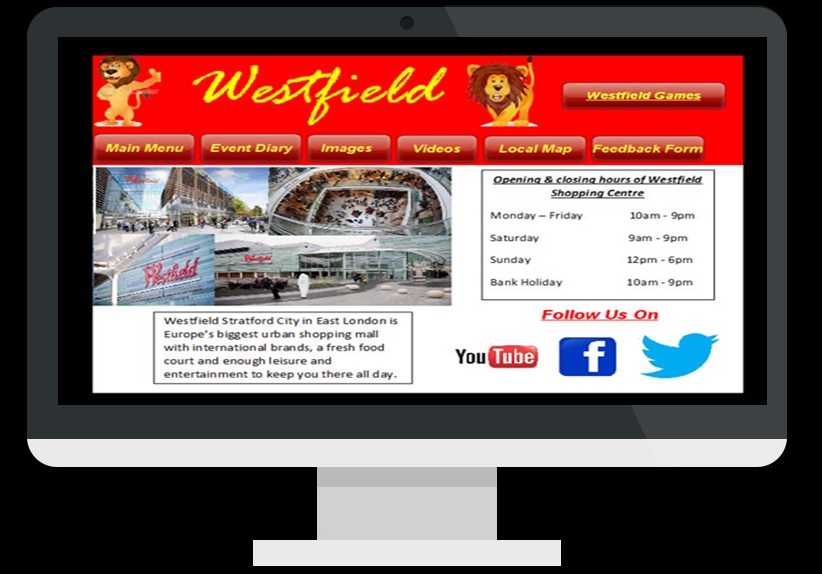 Westfield
Westfield Games
Main Menu
Event Diary
Images
Videos
Local Map
Feedback Form
Westfield
Westfield
Westfield
Opening & closing hours of Westfield
Shopping Centre
Monday – Friday 10am - 9pm
Saturday 9am - 9pm
Sunday 12pm - 6pm
Bank Holiday 10am - 9pm
Westfield Stratford City in East London is
Europe's biggest urban shopping mall
with international brands, a fresh food
court and enough leisure and
entertainment to keep you there all day.
Follow Us On
YouTube
f